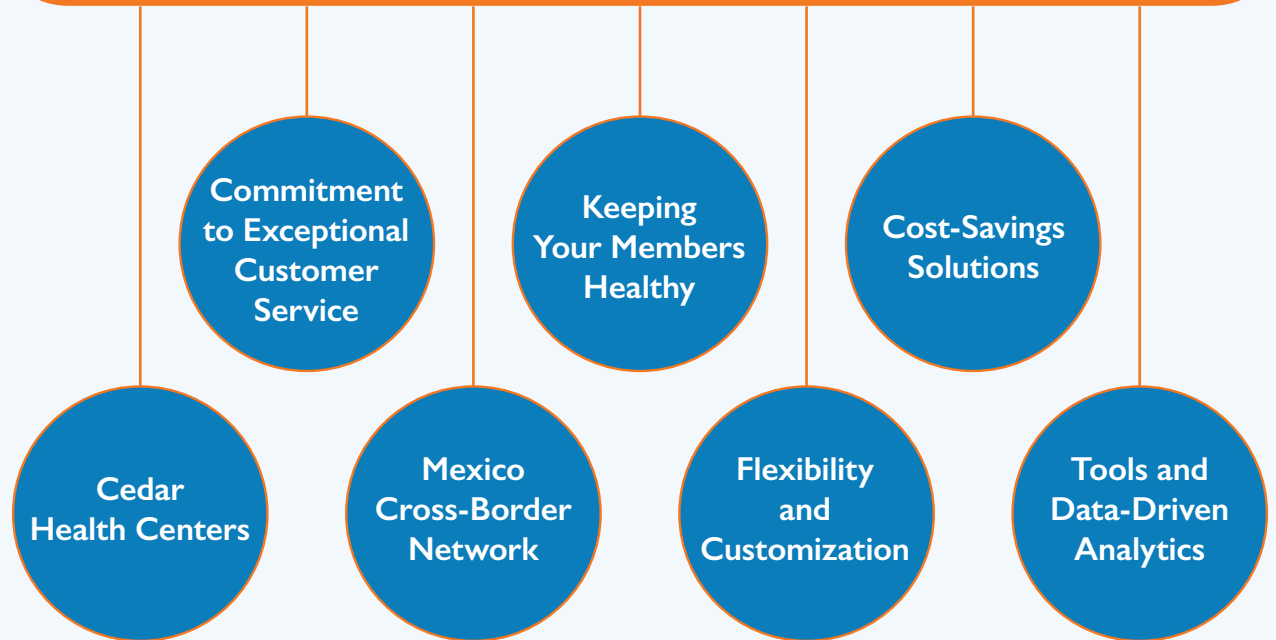 Commitment
to Exceptional
Customer
Service
Keeping
Your Members
Healthy
Cost-Savings
Solutions
Cedar
Health Centers
Mexico
Cross-Border
Network
Flexibility
and
Customization
Tools and
Data-Driven
Analytics